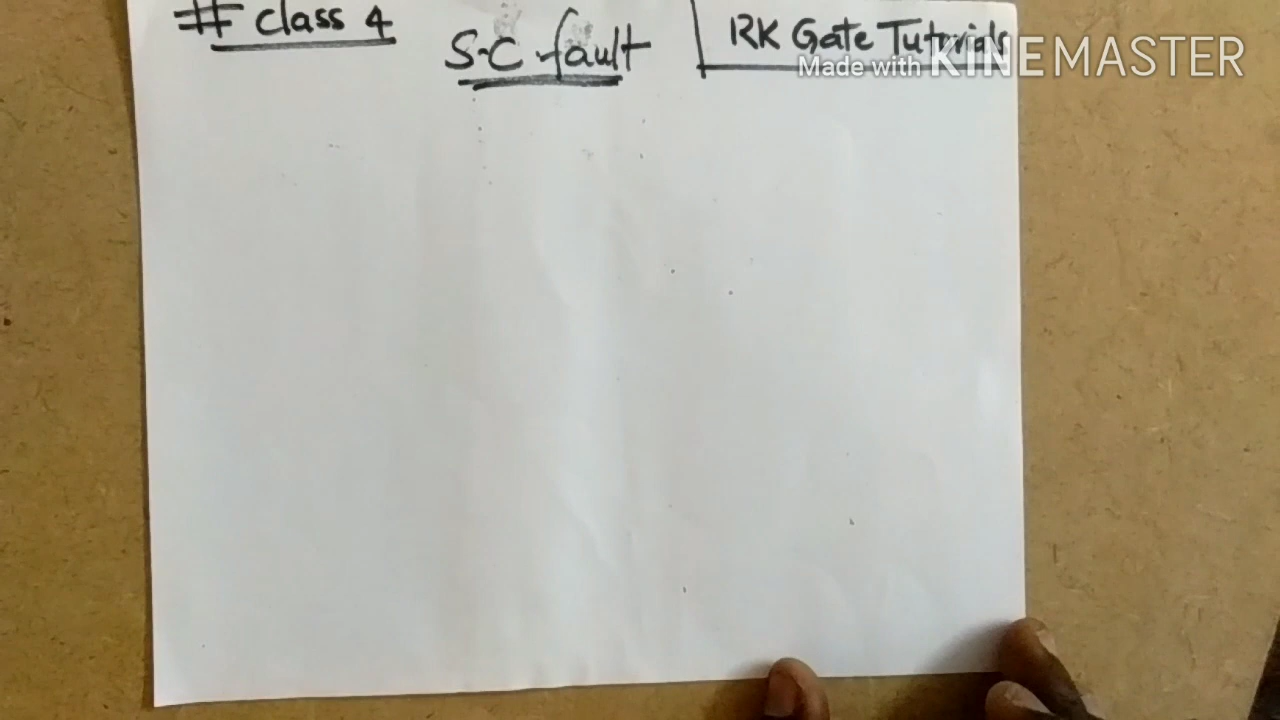 # Class 4
S-C fault
RK Gate Tutorials
Made with KINEMASTER